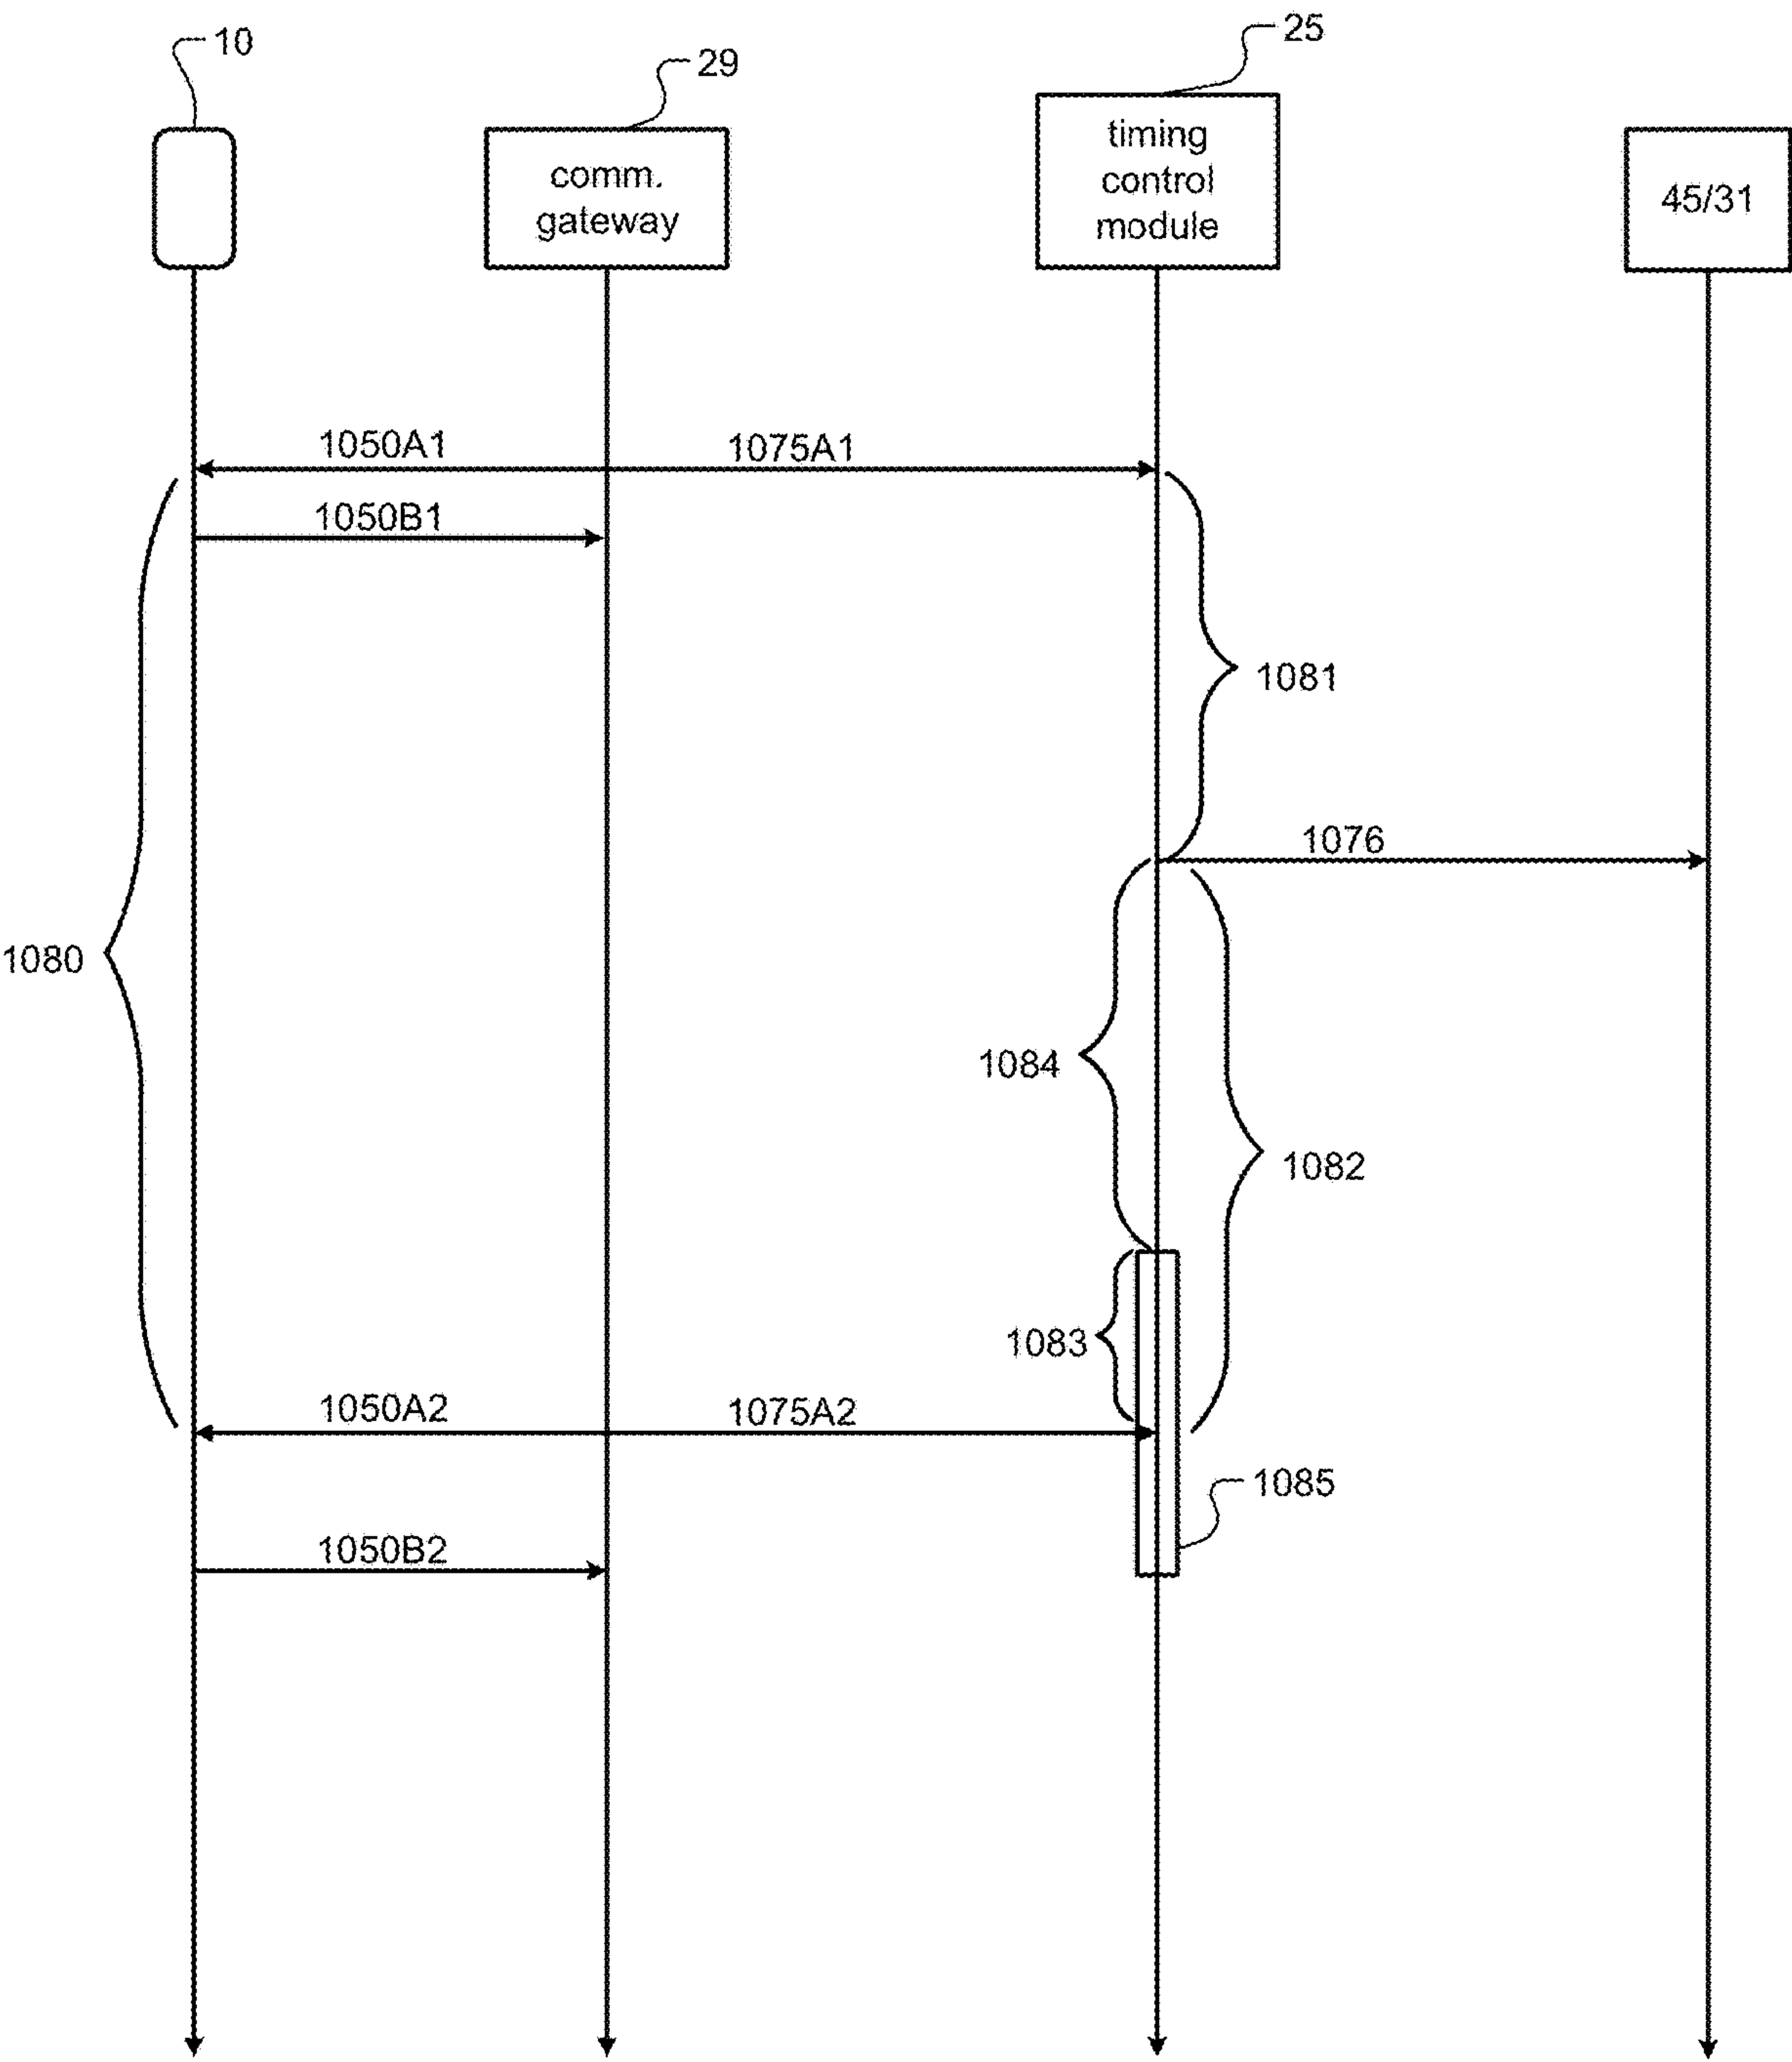 10
29
25
comm.
gateway
timing
control
module
45/31
1050A1
1075A1
1050B1
1081
1076
1080
1084
1082
1083
1050A2
1075A2
1085
1050B2